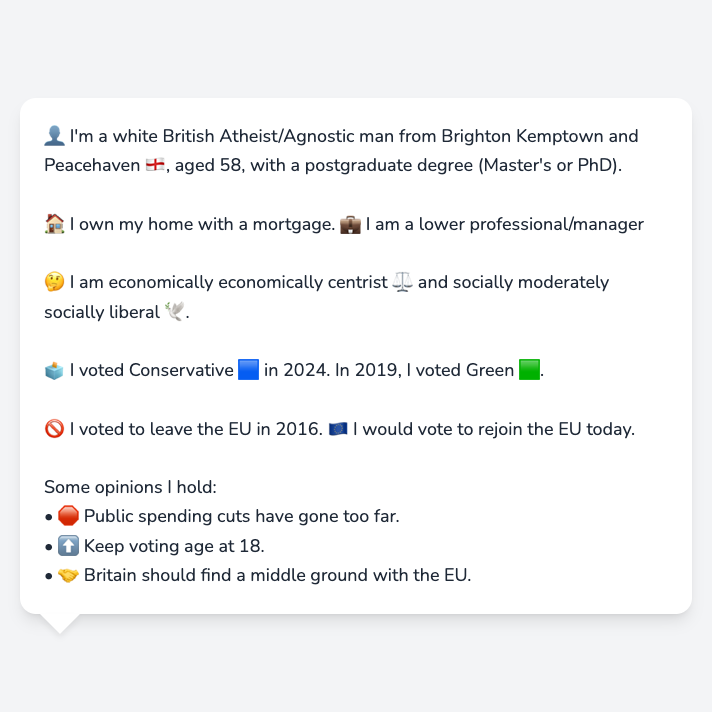 👤 I'm a white British Atheist/Agnostic man from Brighton Kemptown and
Peacehaven 🏴󠁧󠁢󠁥󠁮󠁧󠁿, aged 58, with a postgraduate degree (Master's or PhD).
🏠 I own my home with a mortgage. 💼 I am a lower professional/manager
🤔 I am economically economically centrist ⚖️ and socially moderately
socially liberal 🕊️.
🗳️ I voted Conservative 🟦 in 2024. In 2019, I voted Green 🟩.
🚫 I voted to leave the EU in 2016. 🇪🇺 I would vote to rejoin the EU today.
Some opinions I hold:
• 🛑 Public spending cuts have gone too far.
• ⬆️ Keep voting age at 18.
• 🤝 Britain should find a middle ground with the EU.